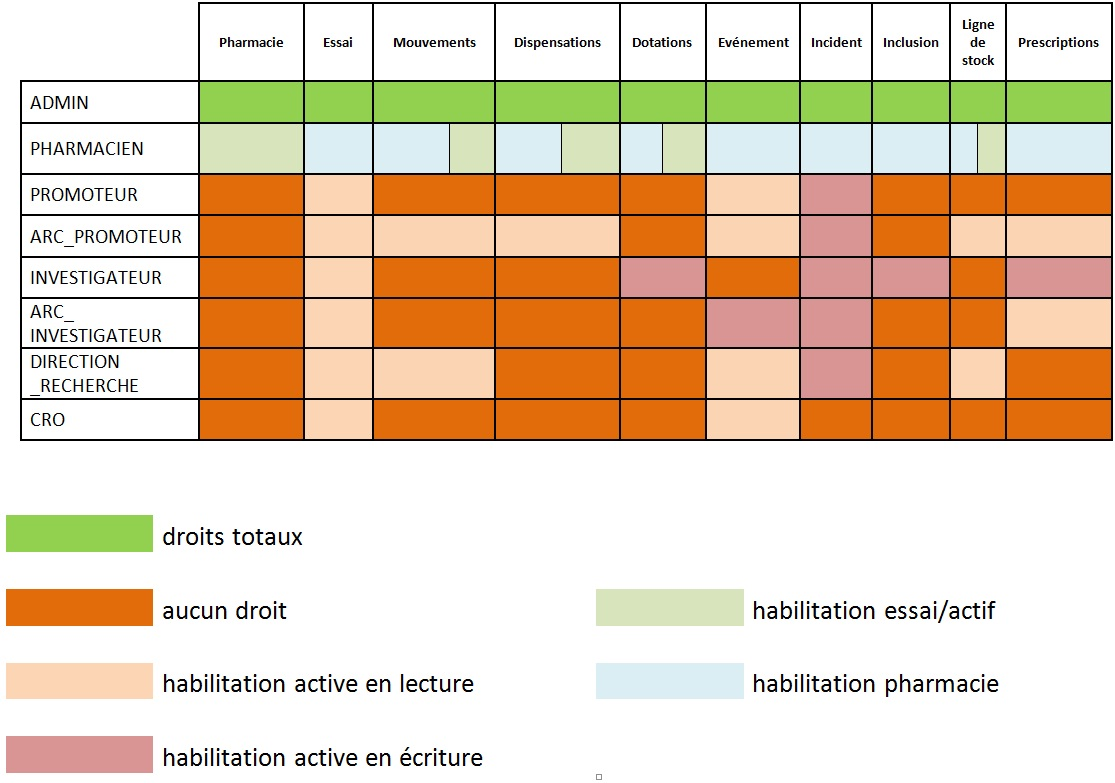 Pharmacie Essai Mouvements Dispensations Dotations Evénement Incident Inclusion Ligne de stock Prescriptions
ADMIN
PHARMACIEN
PROMOTEUR
ARC_PROMOTEUR
INVESTIGATEUR
ARC_
INVESTIGATEUR
DIRECTION
_RECHERCHE
CRO
droits totaux
aucun droit
habilitation essai/actif
habilitation active en lecture
habilitation pharmacie
habilitation active en écriture